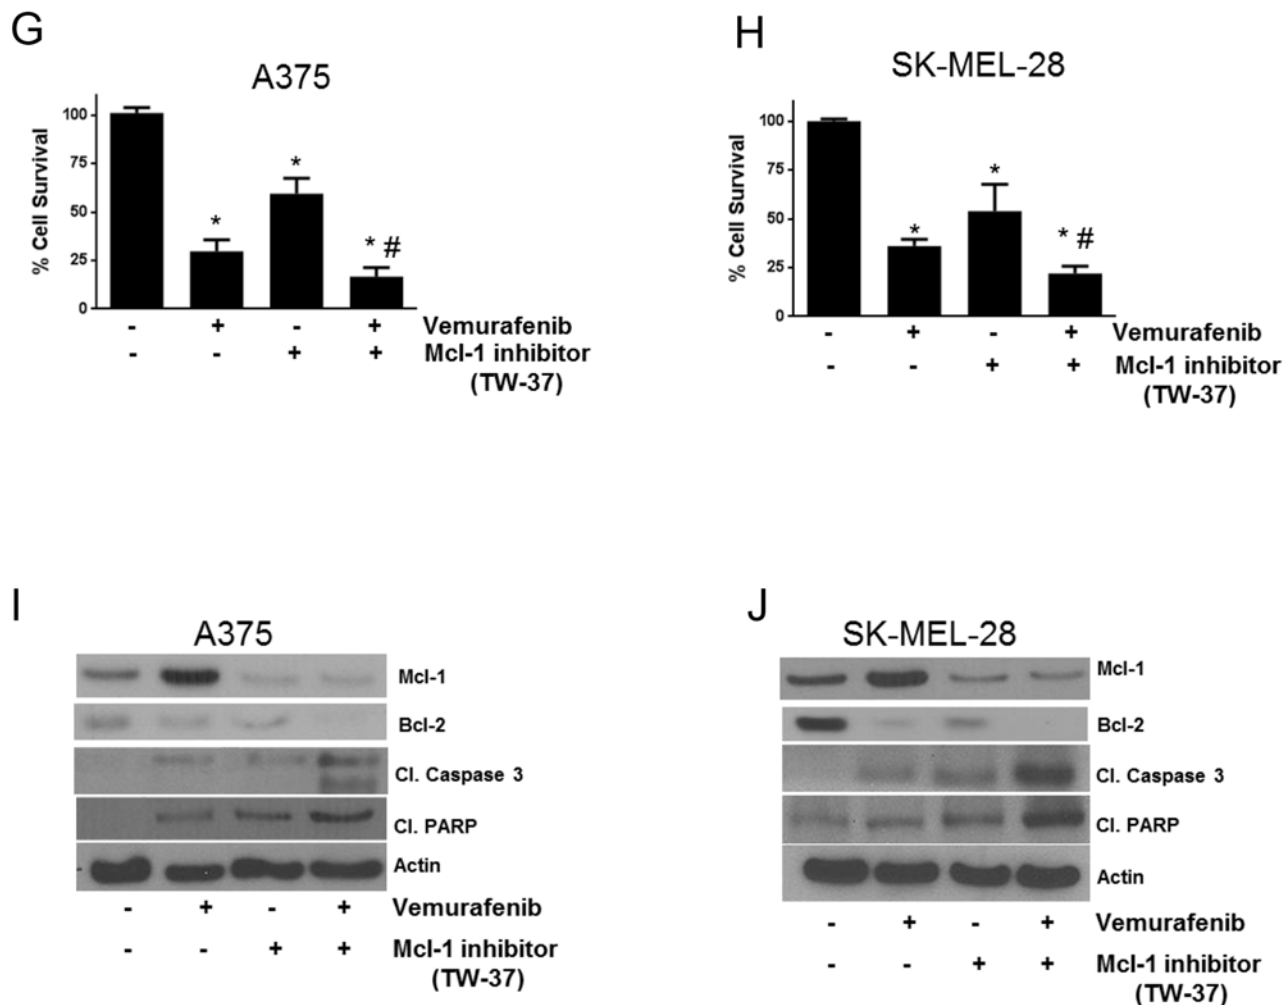 G
A375
% Cell Survival
100
75
50
25
0
*
*
* #
- + - + Vemurafenib
- - + + Mcl-1 inhibitor
(TW-37)
H
SK-MEL-28
% Cell Survival
100
75
50
25
0
*
*
* #
- + - + Vemurafenib
- - + + Mcl-1 inhibitor
(TW-37)
I
A375
Mcl-1
Bcl-2
Cl. Caspase 3
Cl. PARP
Actin
- + - + Vemurafenib
- - + + Mcl-1 inhibitor
(TW-37)
J
SK-MEL-28
Mcl-1
Bcl-2
Cl. Caspase 3
Cl. PARP
Actin
- + - + Vemurafenib
- - + + Mcl-1 inhibitor
(TW-37)